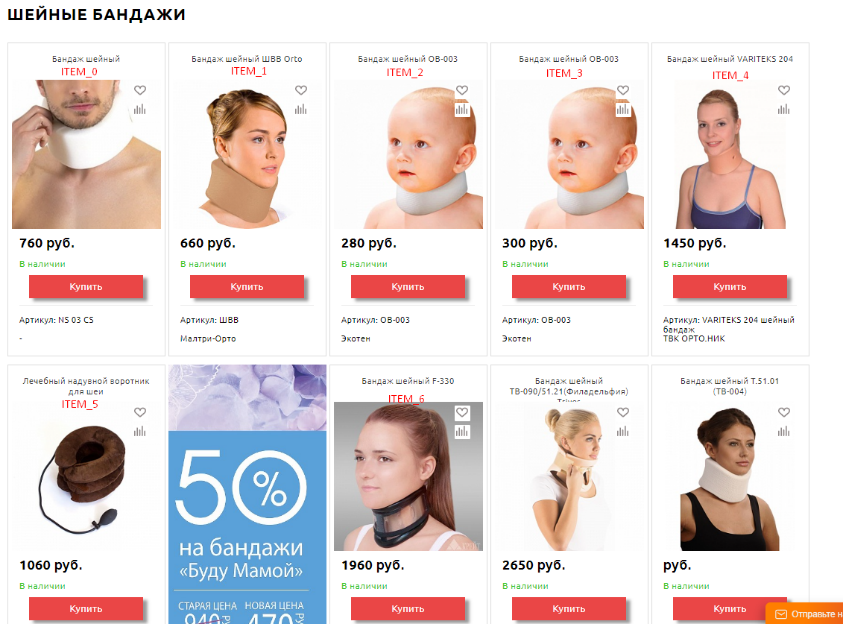 ШЕЙНЫЕ БАНДАЖИ
Бандаж шейный
ITEM_0
760 руб.
В наличии
Купить
Артикул: NS 03 CS
-
Бандаж шейный ШВВ Orto
ITEM_1
660 руб.
В наличии
Купить
Артикул: ШВВ
Малтри-Орто
Бандаж шейный ОВ-003
ITEM_2
280 руб.
В наличии
Купить
Артикул: ОВ-003
Экотен
Бандаж шейный ОВ-003
ITEM_3
300 руб.
В наличии
Купить
Артикул: ОВ-003
Экотен
Бандаж шейный VARITEKS 204
ITEM_4
1450 руб.
В наличии
Купить
Артикул: VARITEKS 204 шейный
бандаж
ТВК ОРТО.НИК
Лечебный надувной воротник
для шеи
ITEM_5
1060 руб.
В наличии
Купить
50%
на бандажи
«Буду Мамой»
СТАРАЯ ЦЕНА НОВАЯ ЦЕНА
940 РУБ 470 РУБ
Бандаж шейный F-330
ITEM_6
1960 руб.
В наличии
Купить
Бандаж шейный
ТВ-090/51.21(Филадельфия)
2650 руб.
В наличии
Купить
Бандаж шейный Т.51.01
(ТВ-004)
руб.
В наличии
Купить
Отправьте н